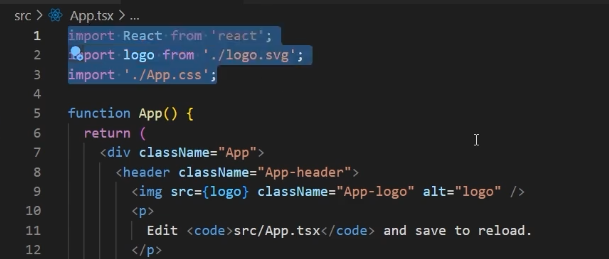 src > App.tsx > ...
1 import React from 'react';
2 import logo from './logo.svg';
3 import './App.css';
4
5 function App() {
6 return (
7 <div className="App">
8 <header className="App-header">
9 <img src={logo} className="App-logo" alt="logo" />
10 <p>
11 Edit <code>src/App.tsx</code> and save to reload.
12 </p>